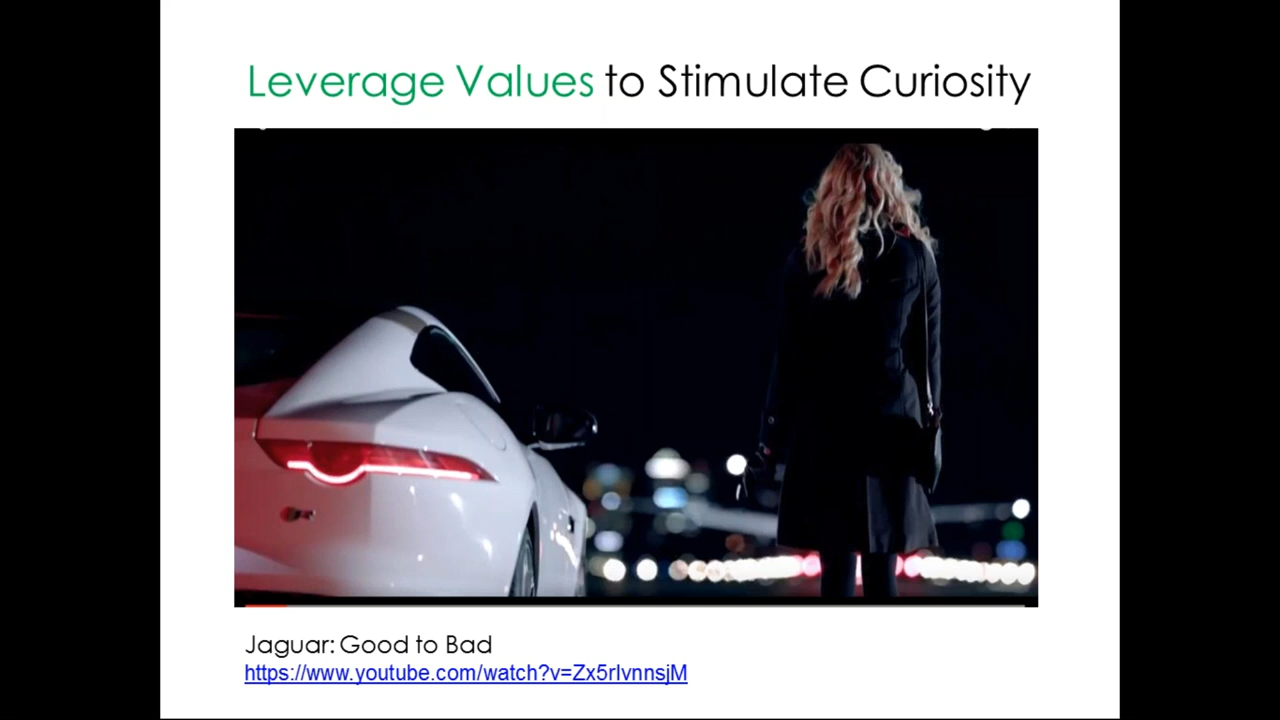 Leverage Values to Stimulate Curiosity
Jaguar: Good to Bad
https://www.youtube.com/watch?v=Zx5rIvnnsjM